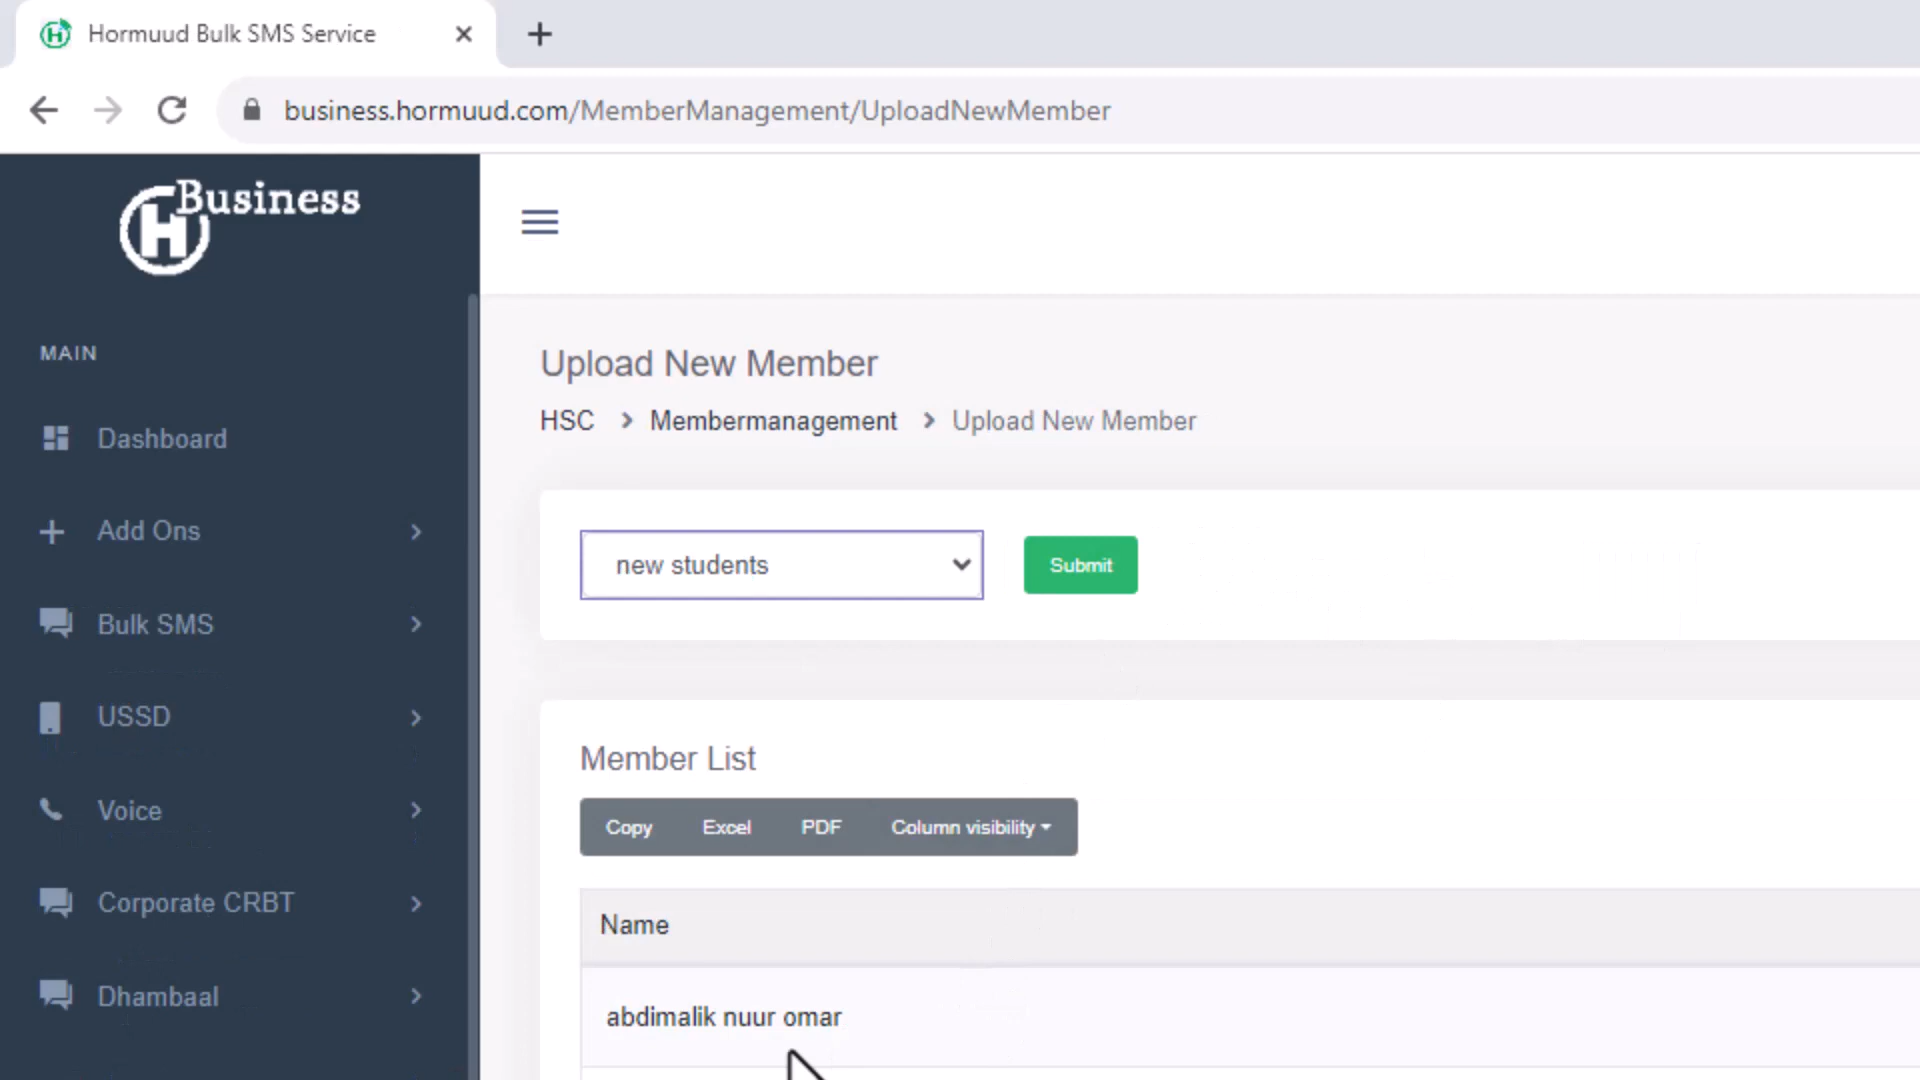 Hormuud Bulk SMS Service
business.hormuud.com/MemberManagement/UploadNewMember
H Business
MAIN
Dashboard
Add Ons
Bulk SMS
USSD
Voice
Corporate CRBT
Dhambaal
Upload New Member
HSC > Membermanagement > Upload New Member
new students
Submit
Member List
Copy Excel PDF Column visibility
Name
abdimalik nuur omar